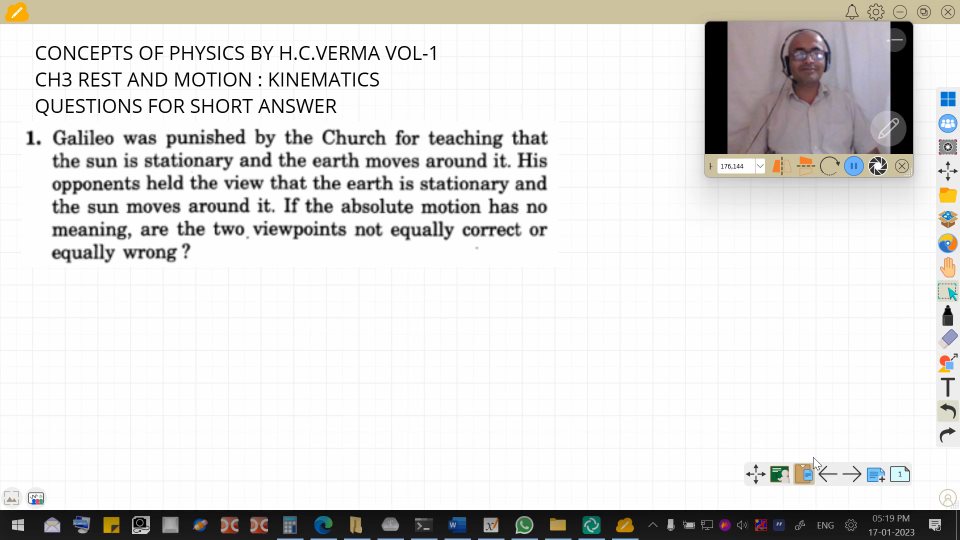 CONCEPTS OF PHYSICS BY H.C.VERMA VOL-1
CH3 REST AND MOTION : KINEMATICS
QUESTIONS FOR SHORT ANSWER
1. Galileo was punished by the Church for teaching that
the sun is stationary and the earth moves around it. His
opponents held the view that the earth is stationary and
the sun moves around it. If the absolute motion has no
meaning, are the two viewpoints not equally correct or
equally wrong ?
176,144
T
1
ENG
05:19 PM
17-01-2023